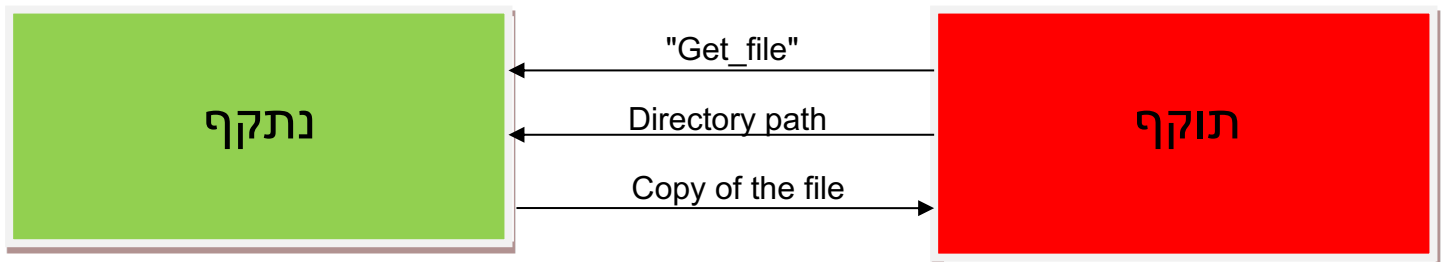 "Get_file"
נתקף
תוקף
Directory path
Copy of the file